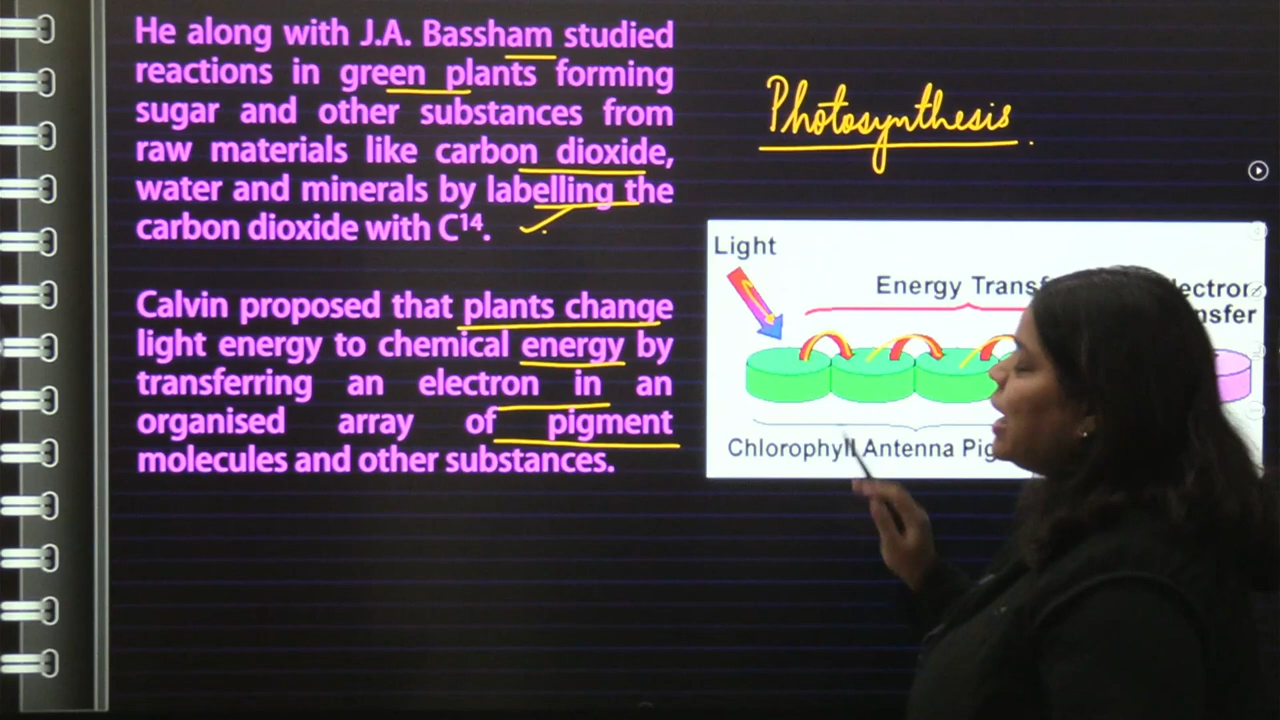 He along with J.A. Bassham studied
reactions in green plants forming
sugar and other substances from
raw materials like carbon dioxide,
water and minerals by labelling the
carbon dioxide with C¹⁴.
Calvin proposed that plants change
light energy to chemical energy by
transferring an electron in an
organised array of pigment
molecules and other substances.
Photosynthesis
Light
Energy
Chlorophyll Antenna